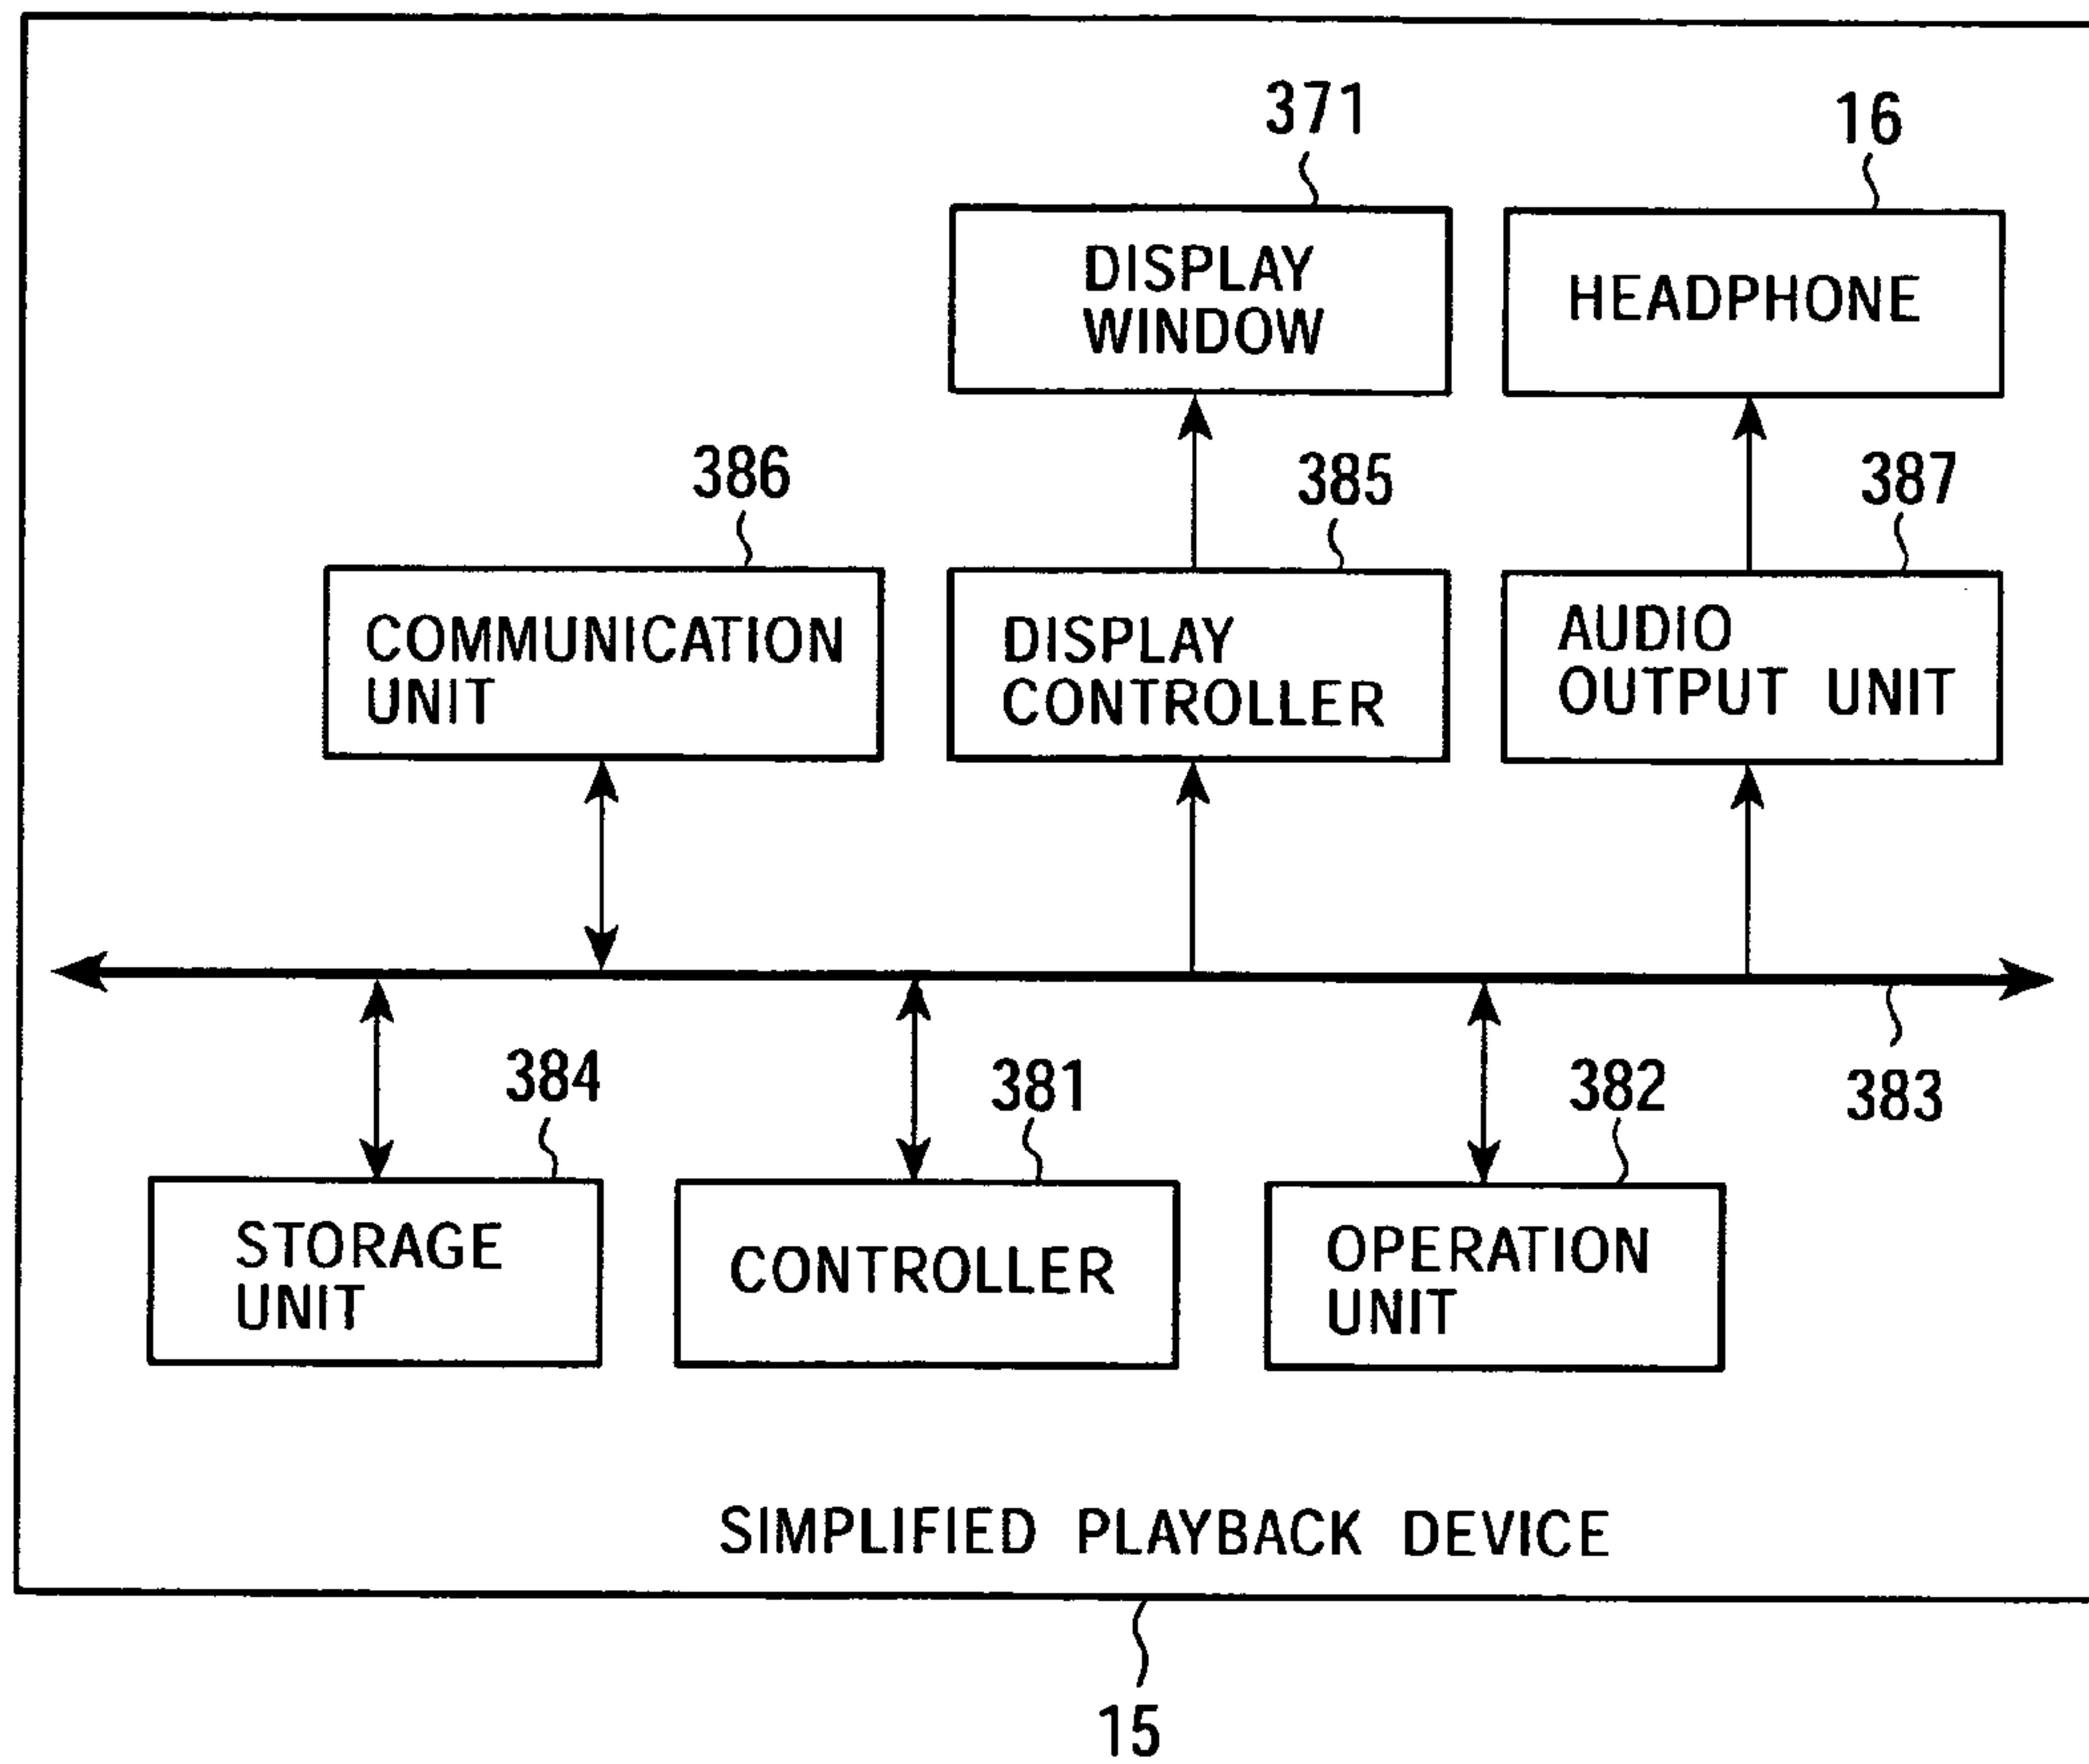 371
16
DISPLAY
WINDOW
HEADPHONE
386
385
387
COMMUNICATION
UNIT
DISPLAY
CONTROLLER
AUDIO
OUTPUT UNIT
384
381
382
383
STORAGE
UNIT
CONTROLLER
OPERATION
UNIT
SIMPLIFIED PLAYBACK DEVICE
15